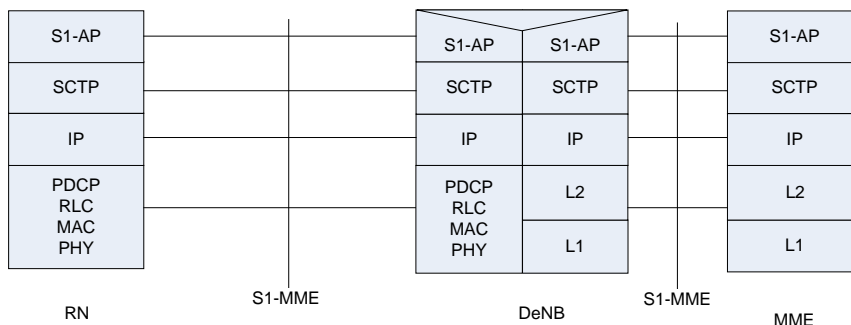 S1-AP
S1-AP
S1-AP
S1-AP
SCTP
SCTP
SCTP
SCTP
IP
IP
IP
IP
PDCP
RLC
MAC
PHY
PDCP
RLC
MAC
PHY
L2
L1
L2
L1
S1-MME
S1-MME
RN
DeNB
MME